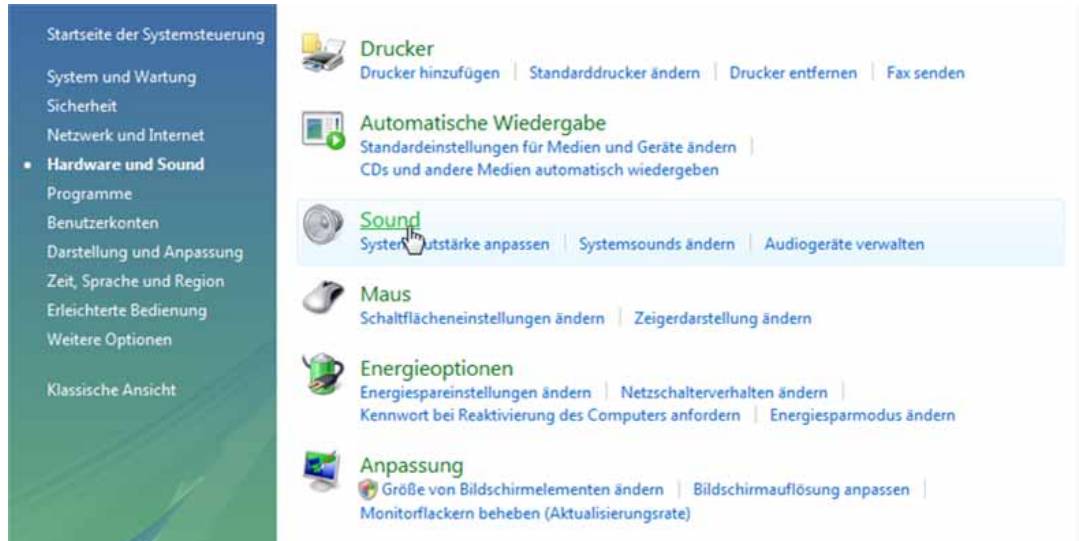 Startseite der Systemsteuerung
System und Wartung
Sicherheit
Netzwerk und Internet
Hardware und Sound
Programme
Benutzerkonten
Darstellung und Anpassung
Zeit, Sprache und Region
Erleichterte Bedienung
Weitere Optionen
Klassische Ansicht
Drucker
Drucker hinzufügen | Standarddrucker ändern | Drucker entfernen | Fax senden
Automatische Wiedergabe
Standardeinstellungen für Medien und Geräte ändern |
CDs und andere Medien automatisch wiedergeben
Sound
anpassen | Systemsounds ändern | Audiogeräte verwalten
Maus
Schaltflächeneinstellungen ändern | Zeigerdarstellung ändern
Energieoptionen
Energiespareinstellungen ändern | Netzschalterverhalten ändern |
Kennwort bei Reaktivierung des Computers anfordern | Energiesparmodus ändern
Anpassung
Größe von Bildschirmelementen ändern | Bildschirmauflösung anpassen |
Monitorflackern beheben (Aktualisierungsrate)